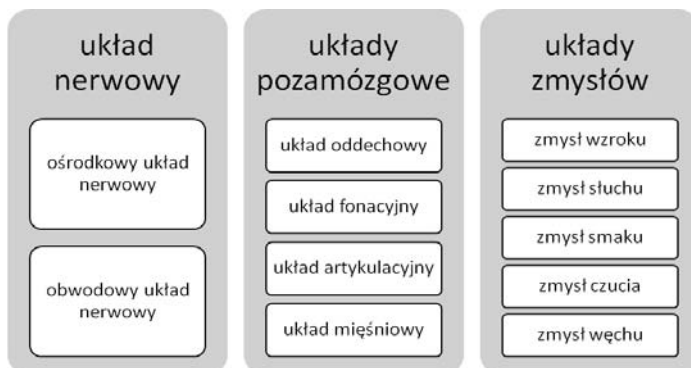 układ
nerwowy
ośrodkowy układ
nerwowy
obwodowy układ
nerwowy
układy
pozamózgowe
układ oddechowy
układ fonacyjny
układ artykulacyjny
układ mięśniowy
układy
zmysłów
zmysł wzroku
zmysł słuchu
zmysł smaku
zmysł czucia
zmysł węchu